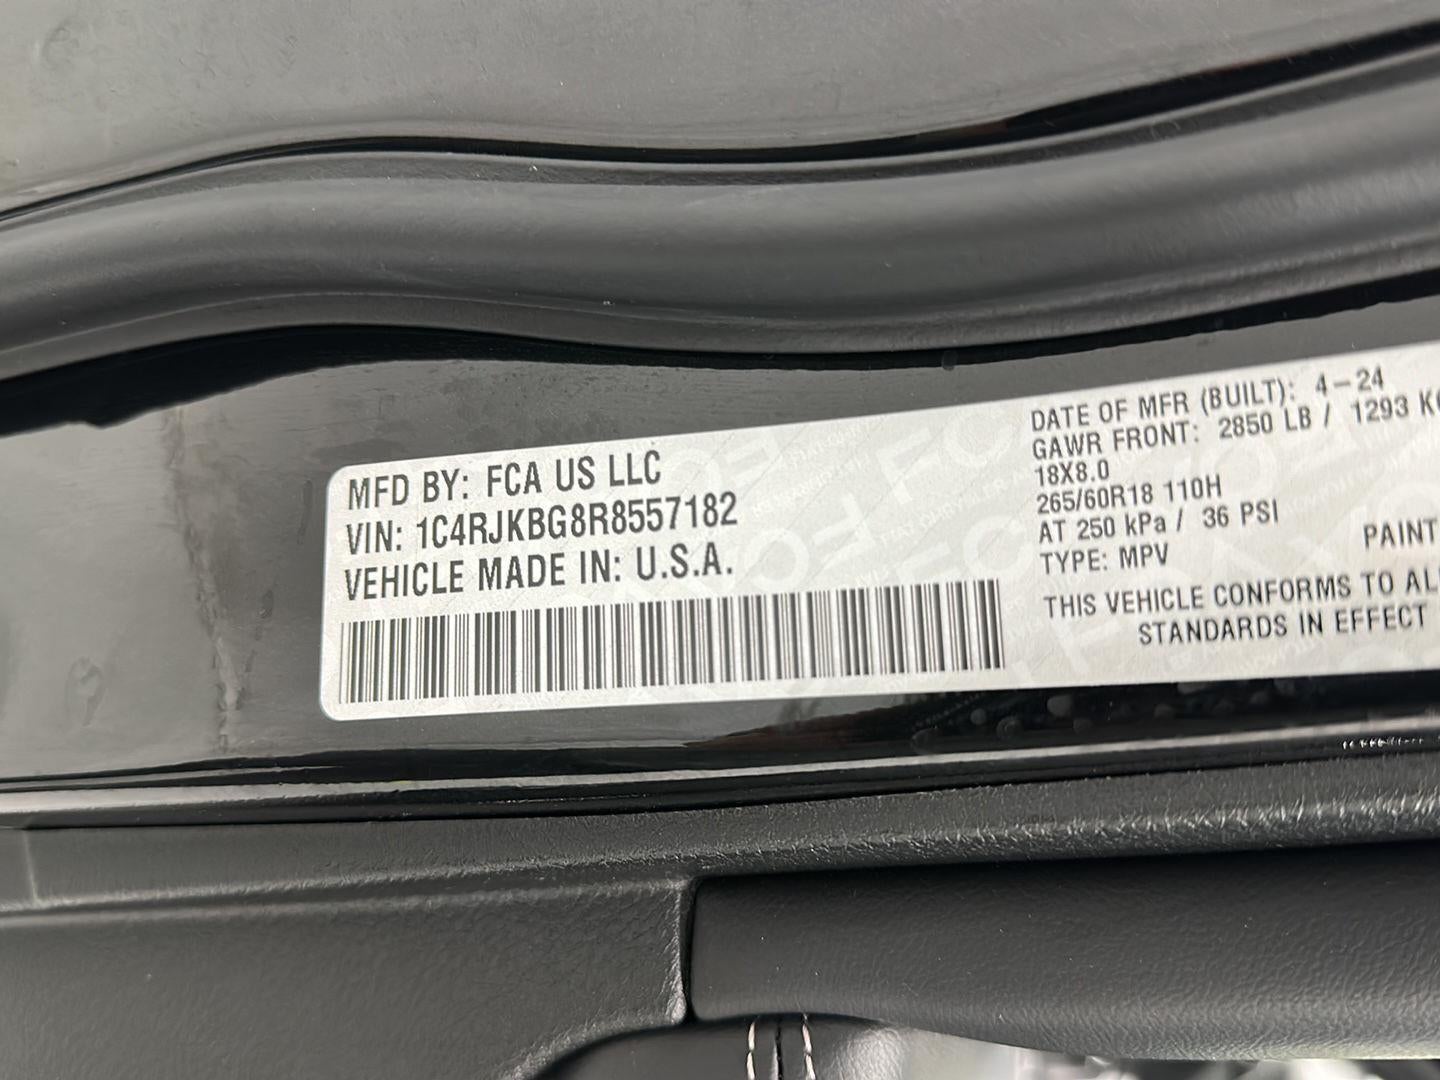 MFD BY: FCA US LLC
VIN: 1C4RJKBG8R8557182
VEHICLE MADE IN: U.S.A.
DATE OF MFR (BUILT): 4-24
GAWR FRONT: 2850 LB / 1293 K
18X8.0
265/60R18 110H
AT 250 kPa / 36 PSI
TYPE: MPV
PAINT
THIS VEHICLE CONFORMS TO AL
STANDARDS IN EFFECT